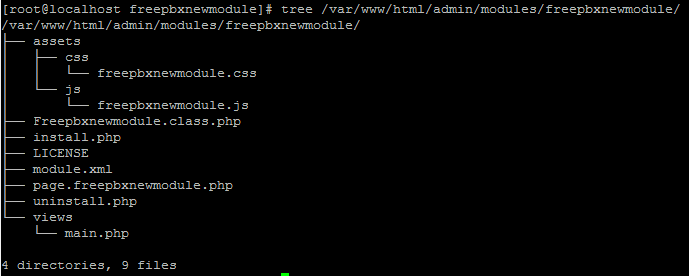 [root@localhost freepbxnewmodule]# tree /var/www/html/admin/modules/freepbxnewmodule/
/var/www/html/admin/modules/freepbxnewmodule/
├── assets
│   ├── css
│   │   └── freepbxnewmodule.css
│   └── js
│       └── freepbxnewmodule.js
├── Freepbxnewmodule.class.php
├── install.php
├── LICENSE
├── module.xml
├── page.freepbxnewmodule.php
├── uninstall.php
└── views
    └── main.php

4 directories, 9 files